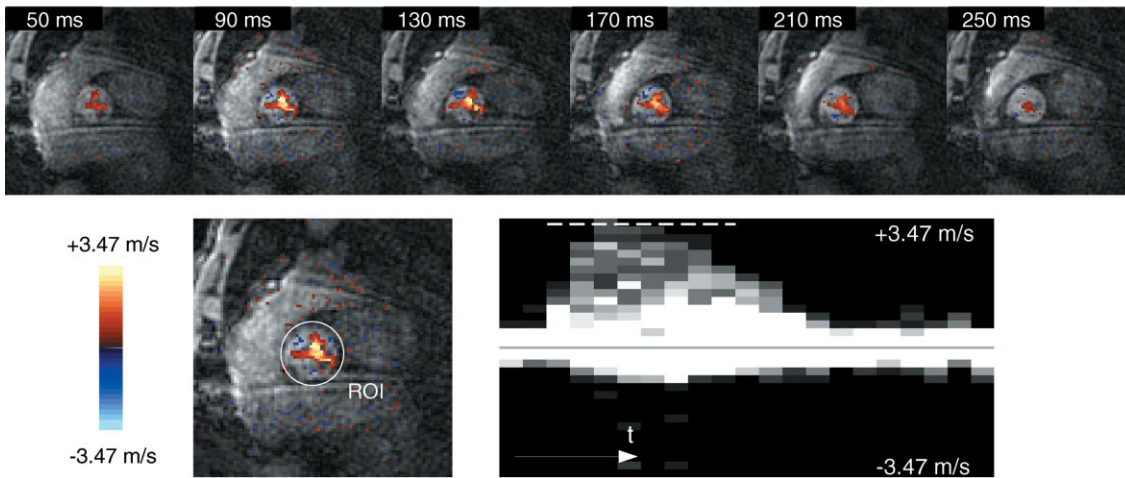 50 ms
90 ms
130 ms
170 ms
210 ms
250 ms
+3.47 m/s
-3.47 m/s
ROI
+3.47 m/s
t
-3.47 m/s